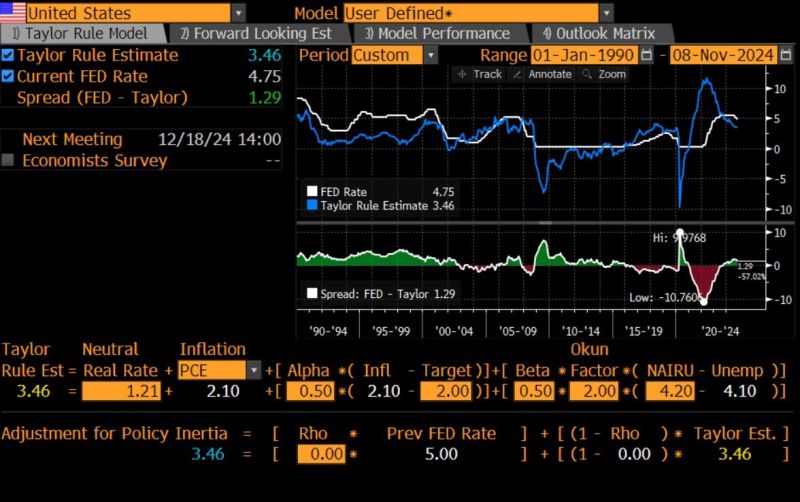 United States Model User Defined*
1) Taylor Rule Model 2) Forward Looking Est 3) Model Performance 4) Outlook Matrix
Taylor Rule Estimate 3.46 Period Custom Range 01-Jan-1990 - 08-Nov-2024
Current FED Rate 4.75
Spread (FED - Taylor) 1.29
Next Meeting 12/18/24 14:00
Economists Survey --
Track Annotate Zoom
10
5
0
-5
-10
FED Rate 4.75
Taylor Rule Estimate 3.46
Hi: 9.9768
10
0
1.29
-57.02%
-10
Spread: FED - Taylor 1.29
Low: -10.7606
'90-'94 '95-'99 '00-'04 '05-'09 '10-'14 '15-'19 '20-'24
Taylor Neutral Inflation Okun
Rule Est = Real Rate + PCE +[ Alpha *( Infl - Target )]+[ Beta * Factor *( NAIRU - Unemp )]
3.46 = 1.21 + 2.10 +[ 0.50 *( 2.10 - 2.00 )]+[ 0.50 * 2.00 *( 4.20 - 4.10 )]
Adjustment for Policy Inertia = [ Rho * Prev FED Rate ] + [ (1 - Rho ) * Taylor Est. ]
3.46 = [ 0.00 * 5.00 ] + [ (1 - 0.00 ) * 3.46 ]